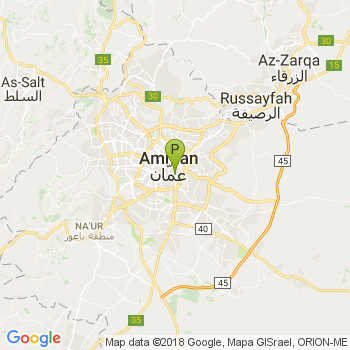 35
Az-Zarqa
الزرقاء
As-Salt
السلط
30
Russayfah
الرصيفة
30
15
P
Amman
عمان
45
NA'UR
منطقة ناعور
40
45
35
Google
Map data ©2018 Google, Mapa GISrael, ORION-ME